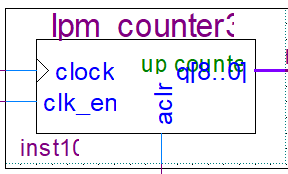 lpm_counter3
up counte
clock
q[8..0]
clk_en
aclr
inst10